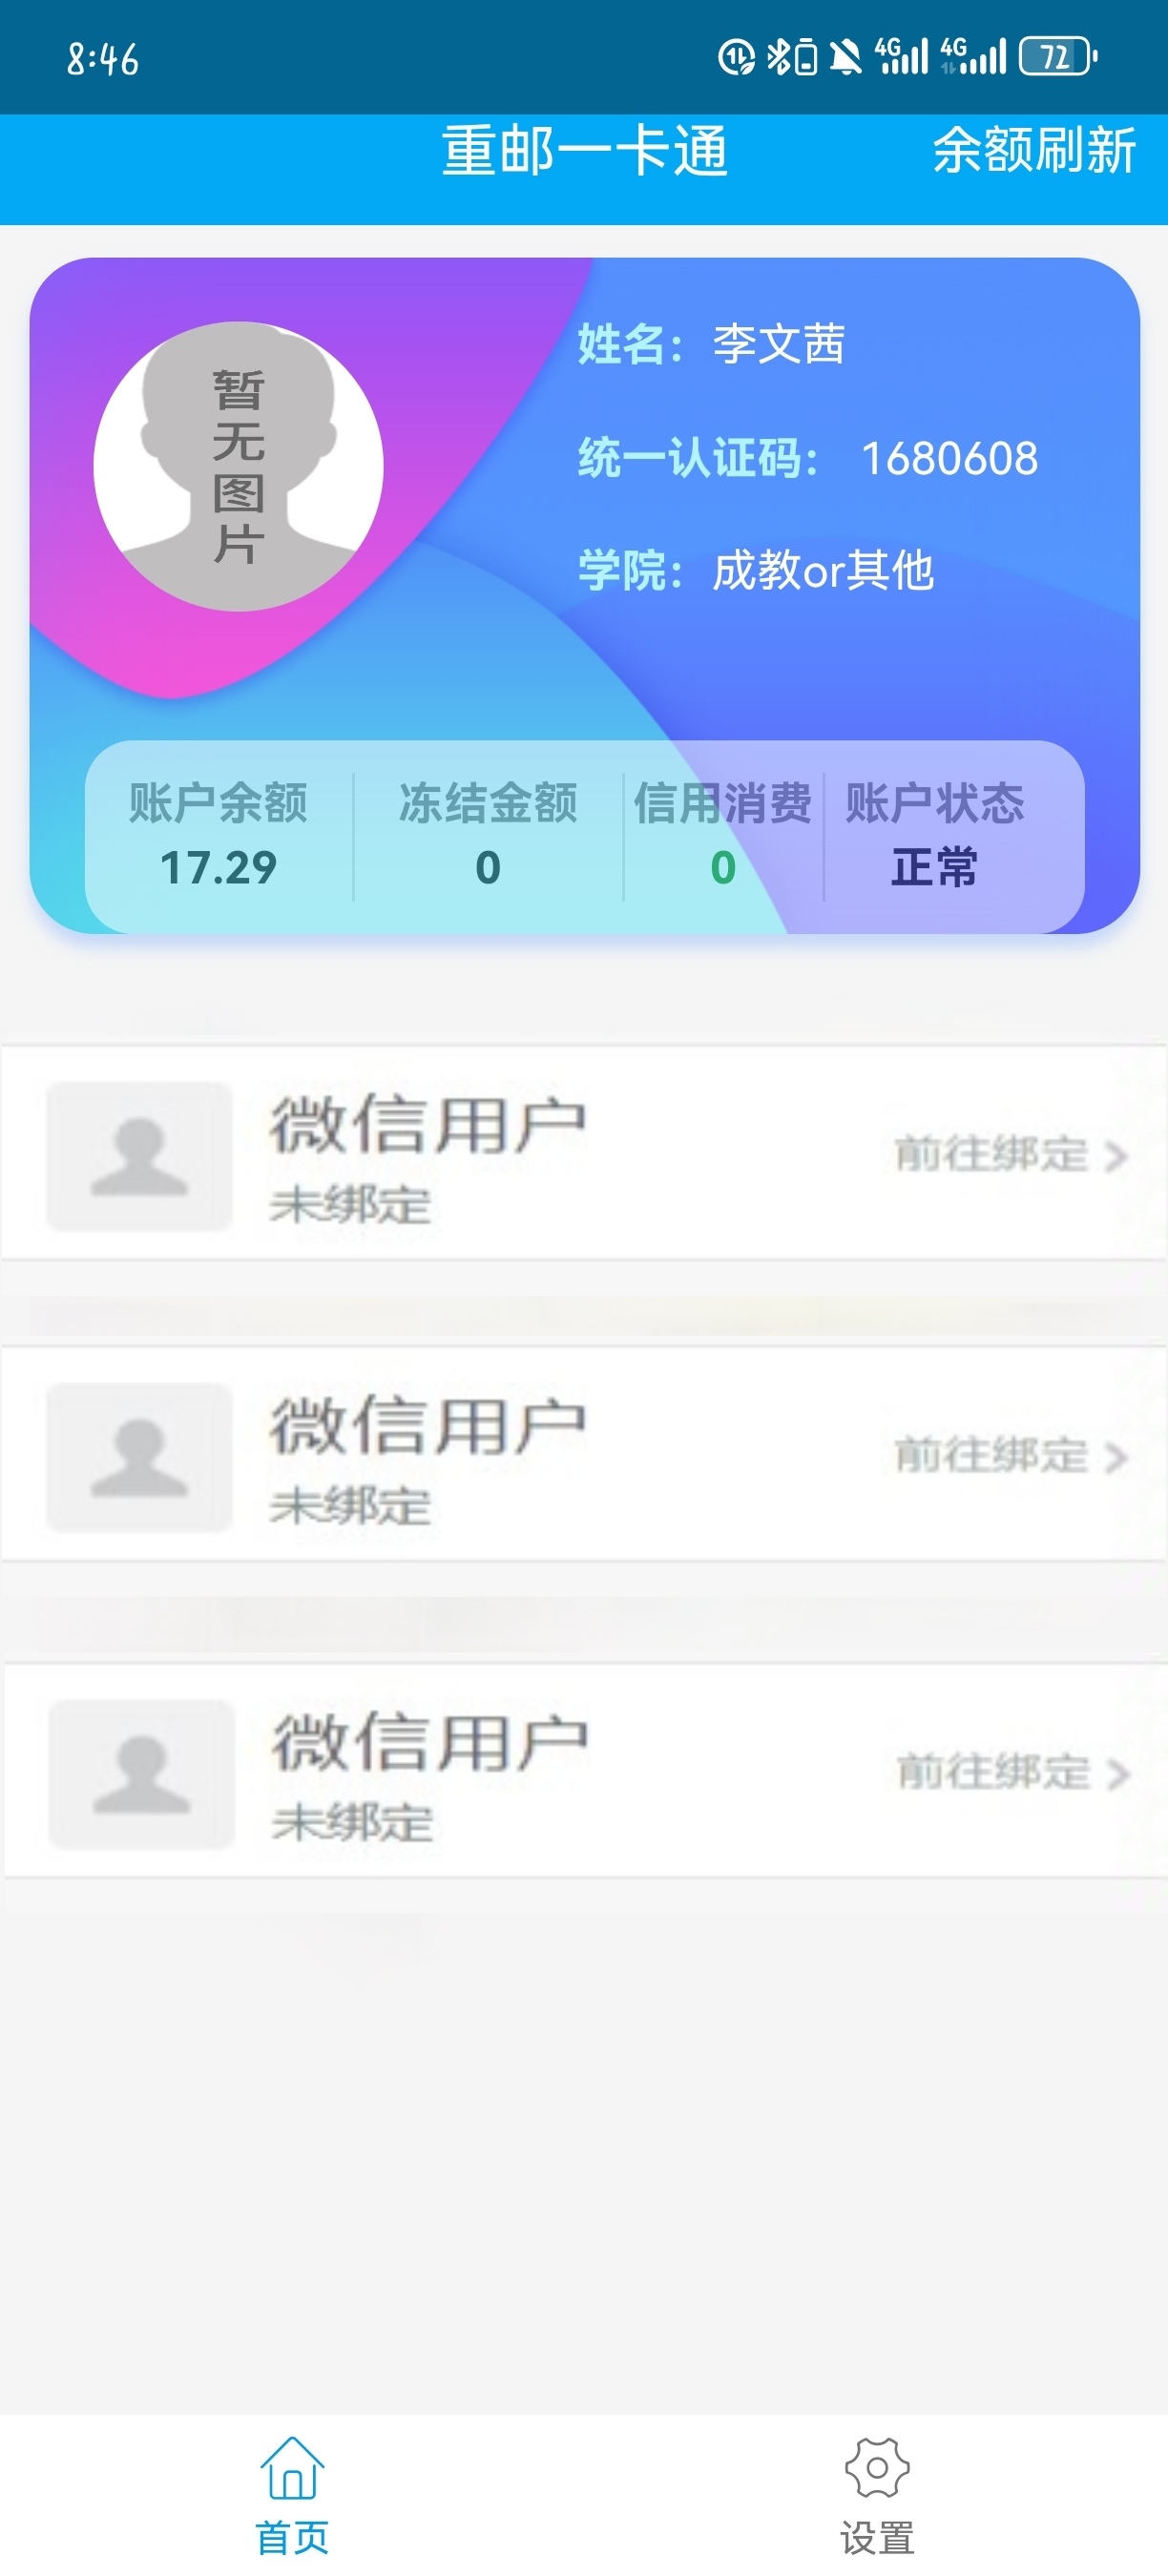 8:46
4G 4G 72
重邮一卡通
余额刷新
暂无图片
姓名：李文茜
统一认证码： 1680608
学院：成教or其他
账户余额 冻结金额 信用消费 账户状态
17.29 0 0 正常
微信用户
未绑定
前往绑定
微信用户
未绑定
前往绑定
微信用户
未绑定
前往绑定
首页 设置